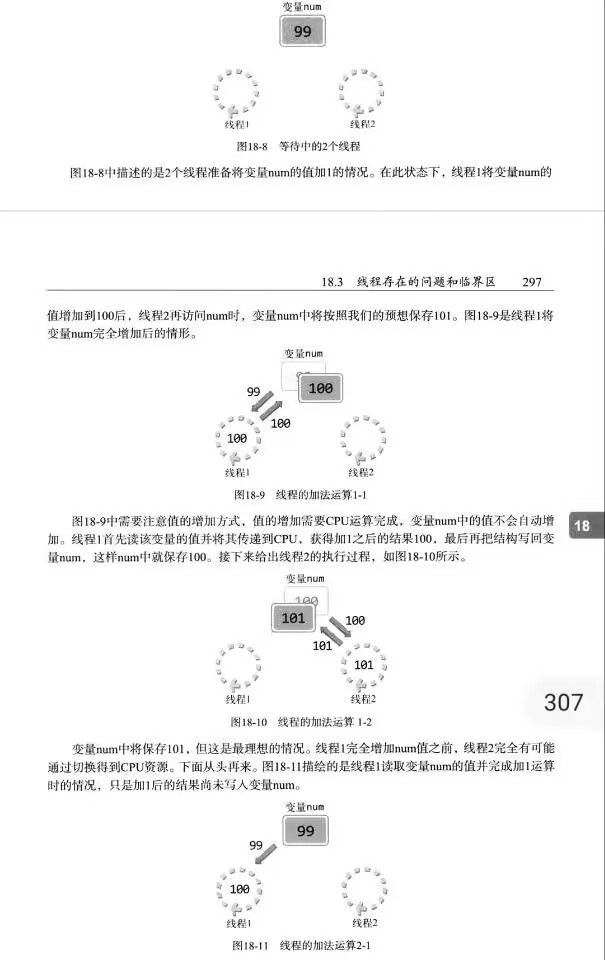 变量num
99
线程1 线程2
图18-8 等待中的2个线程
图18-8中描述的是2个线程准备将变量num的值加1的情况。在此状态下，线程1将变量num的
18.3 线程存在的问题和临界区 297
值增加到100后，线程2再访问num时，变量num中将按照我们的预想保存101。图18-9是线程1将
变量num完全增加后的情形。
变量num
99 100
100 100
线程1 线程2
图18-9 线程的加法运算1-1
图18-9中需要注意值的增加方式，值的增加需要CPU运算完成，变量num中的值不会自动增
18
加。线程1首先读该变量的值并将其传递到CPU，获得加1之后的结果100，最后再把结构写回变
量num，这样num中就保存100。接下来给出线程2的执行过程，如图18-10所示。
变量num
100
101 100
101
101
线程1 线程2
图18-10 线程的加法运算 1-2
307
变量num中将保存101，但这是最理想的情况。线程1完全增加num值之前，线程2完全有可能
通过切换得到CPU资源。下面从头再来。图18-11描绘的是线程1读取变量num的值并完成加1运算
时的情况，只是加1后的结果尚未写入变量num。
变量num
99
99
100
线程1 线程2
图18-11 线程的加法运算2-1